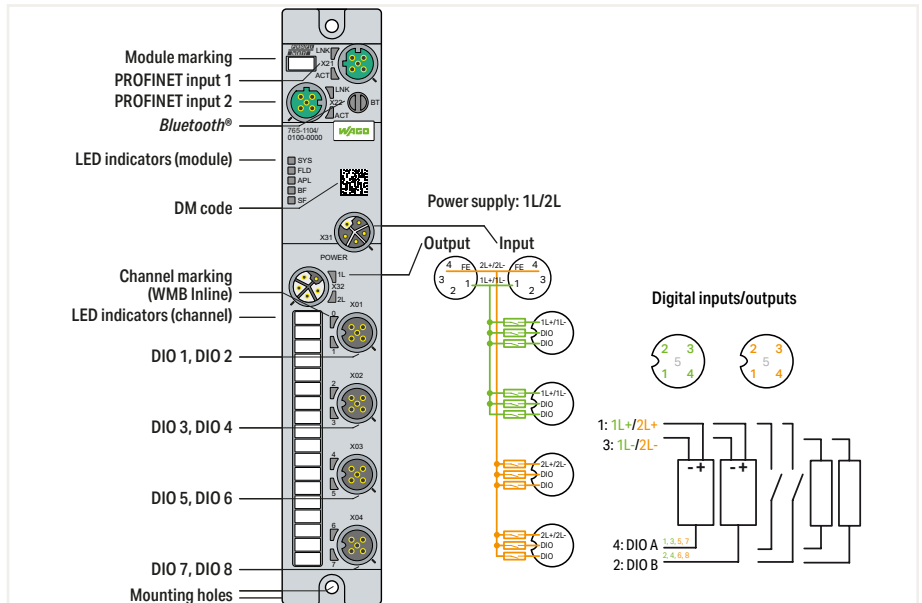 Module marking
PROFINET input 1
PROFINET input 2
Bluetooth®
LED indicators (module)
DM code
Channel marking
(WMB Inline)
LED indicators (channel)
DIO 1, DIO 2
DIO 3, DIO 4
DIO 5, DIO 6
DIO 7, DIO 8
Mounting holes
LNK
X21
ACT
LNK
X22
ACT
BT
765-1104/
0100-0000
WAGO
SYS
FLD
APL
BF
SF
X31
POWER
1L
X32
2L
X01
0
1
X02
2
3
X03
4
5
X04
6
7
Power supply: 1L/2L
Output
Input
4 FE 2L+/2L- FE 4
3 3
2 1 1L+/1L- 1 2
1L+/1L-
DIO
DIO
1L+/1L-
DIO
DIO
2L+/2L-
DIO
DIO
2L+/2L-
DIO
DIO
Digital inputs/outputs
2 3
5
1 4
2 3
5
1 4
1: 1L+/2L+
3: 1L-/2L-
- +
- +
4: DIO A 1, 3, 5, 7
2: DIO B 2, 4, 6, 8